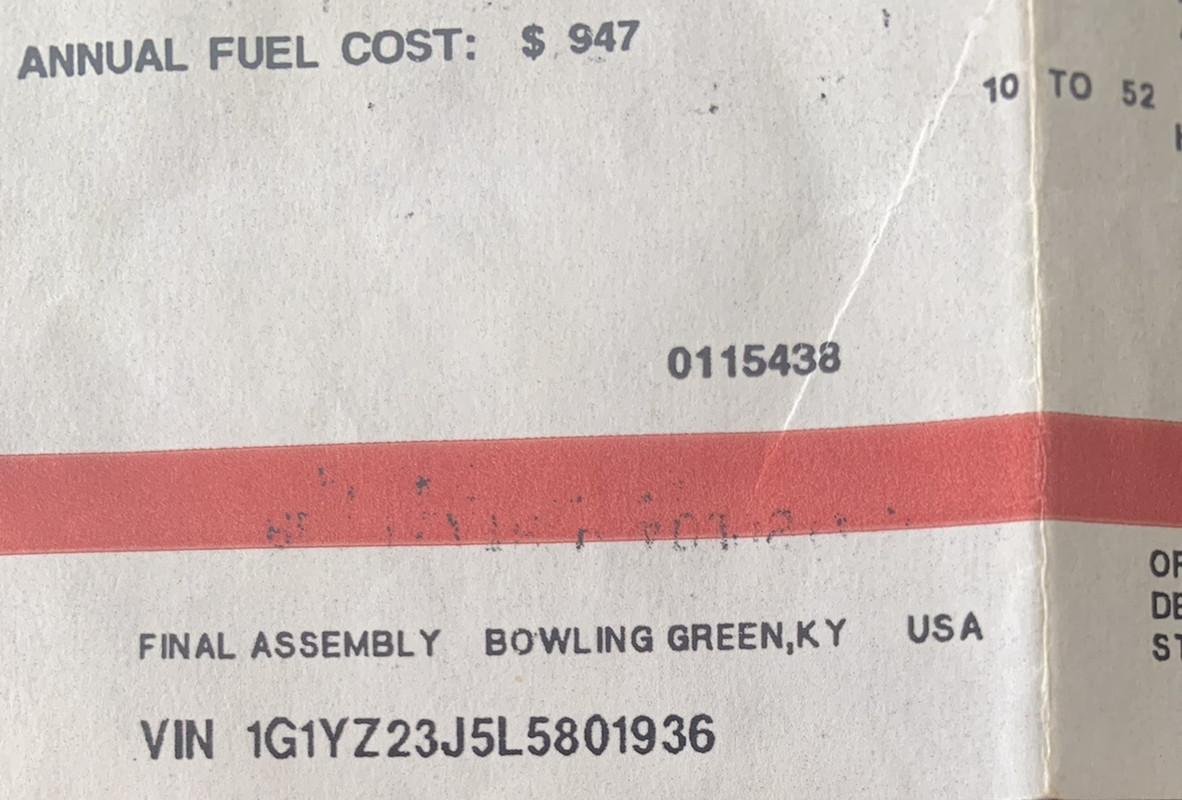 ANNUAL FUEL COST: $ 947
10 TO 52
0115438
FINAL ASSEMBLY BOWLING GREEN,KY USA
VIN 1G1YZ23J5L5801936